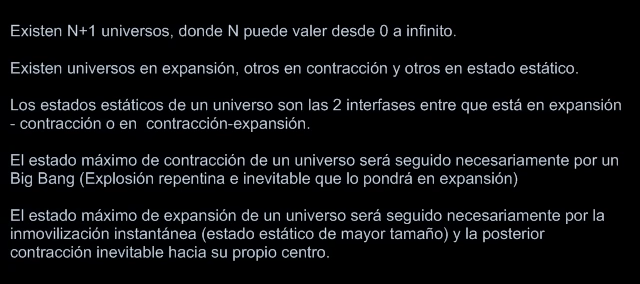 Existen N+1 universos, donde N puede valer desde 0 a infinito.
Existen universos en expansión, otros en contracción y otros en estado estático.
Los estados estáticos de un universo son las 2 interfases entre que está en expansión
- contracción o en  contracción-expansión.
El estado máximo de contracción de un universo será seguido necesariamente por un
Big Bang (Explosión repentina e inevitable que lo pondrá en expansión)
El estado máximo de expansión de un universo será seguido necesariamente por la
inmovilización instantánea (estado estático de mayor tamaño) y la posterior
contracción inevitable hacia su propio centro.